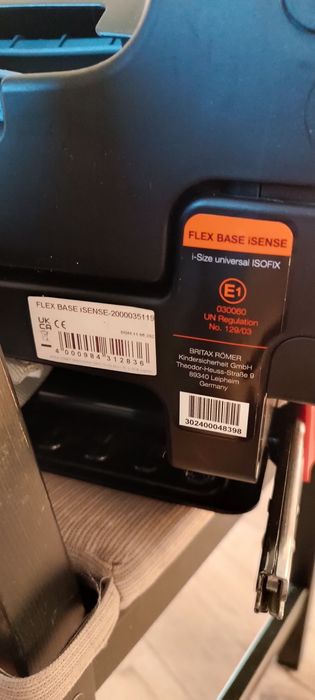 FLEX BASE iSENSE
i-Size universal ISOFIX
E1
030060
UN Regulation
No. 129/03
BRITAX RÖMER
Kindersicherheit GmbH
Theodor-Heuss-Straße 9
89340 Leipheim
Germany
302400048398
FLEX BASE iSENSE-2000035119
UK
CA
CE
4 000984 312836